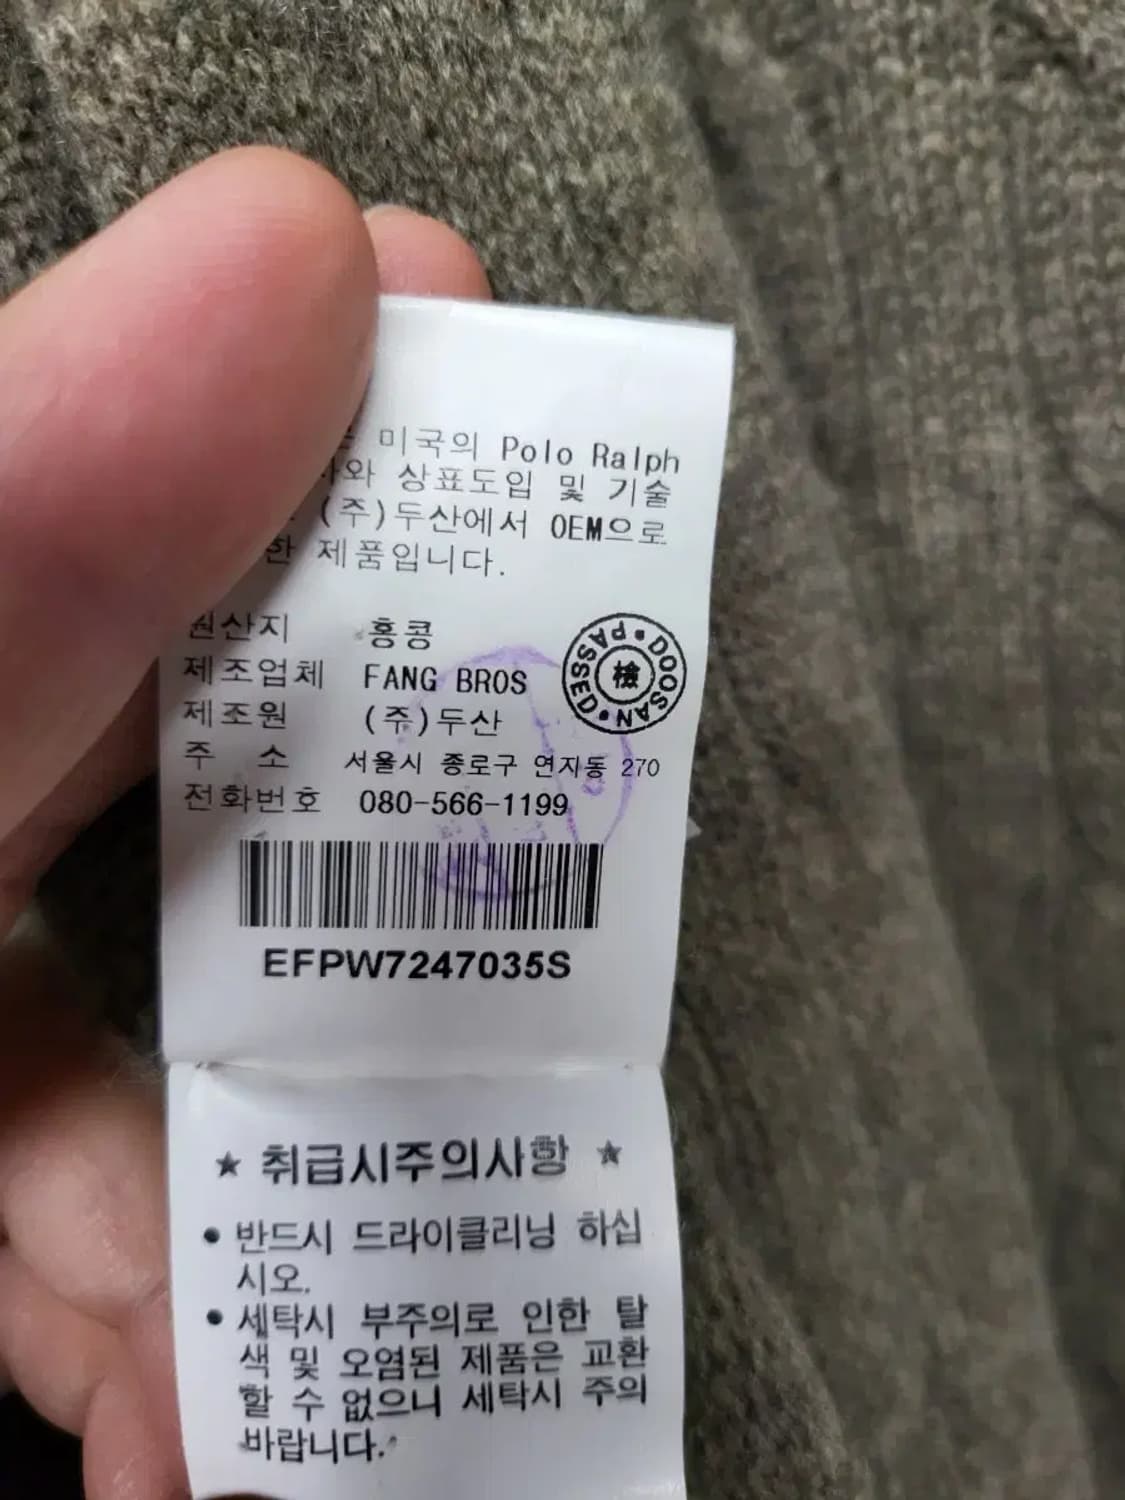 미국의 Polo Ralph
상표도입 및 기술
(주)두산에서 OEM으로
제품입니다.
원산지 홍콩
제조업체 FANG BROS
제조원 (주)두산
주 소 서울시 종로구 연지동 270
전화번호 080-566-1199
DOOSAN • PASSED •
檢
EFPW7247035S
★ 취급시주의사항 ★
• 반드시 드라이클리닝 하십
시오.
• 세탁시 부주의로 인한 탈
색 및 오염된 제품은 교환
할 수 없으니 세탁시 주의
바랍니다.